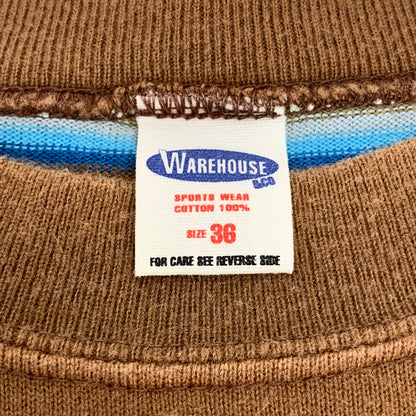 WAREHOUSE
&CO
SPORTS WEAR
COTTON 100%
SIZE 36
FOR CARE SEE REVERSE SIDE